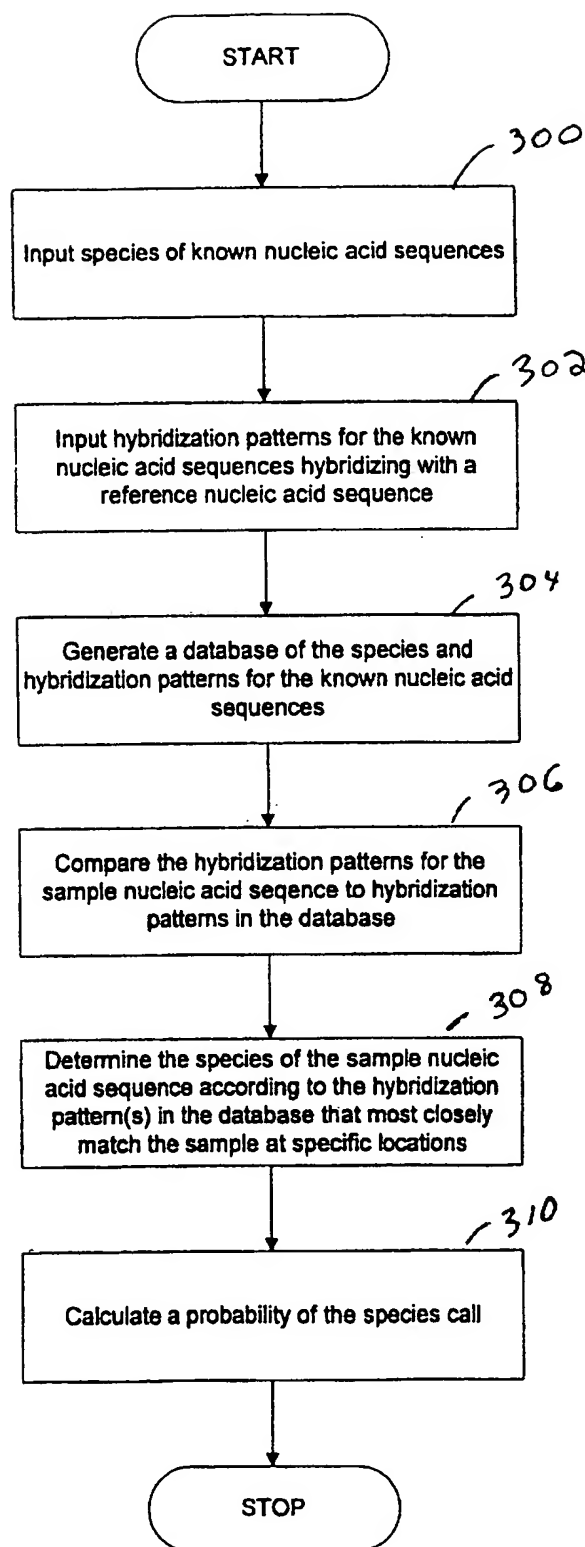 START
300
Input species of known nucleic acid sequences
302
Input hybridization patterns for the known
nucleic acid sequences hybridizing with a
reference nucleic acid sequence
304
Generate a database of the species and
hybridization patterns for the known nucleic acid
sequences
306
Compare the hybridization patterns for the
sample nucleic acid seqence to hybridization
patterns in the database
308
Determine the species of the sample nucleic
acid sequence according to the hybridization
pattern(s) in the database that most closely
match the sample at specific locations
310
Calculate a probability of the species call
STOP